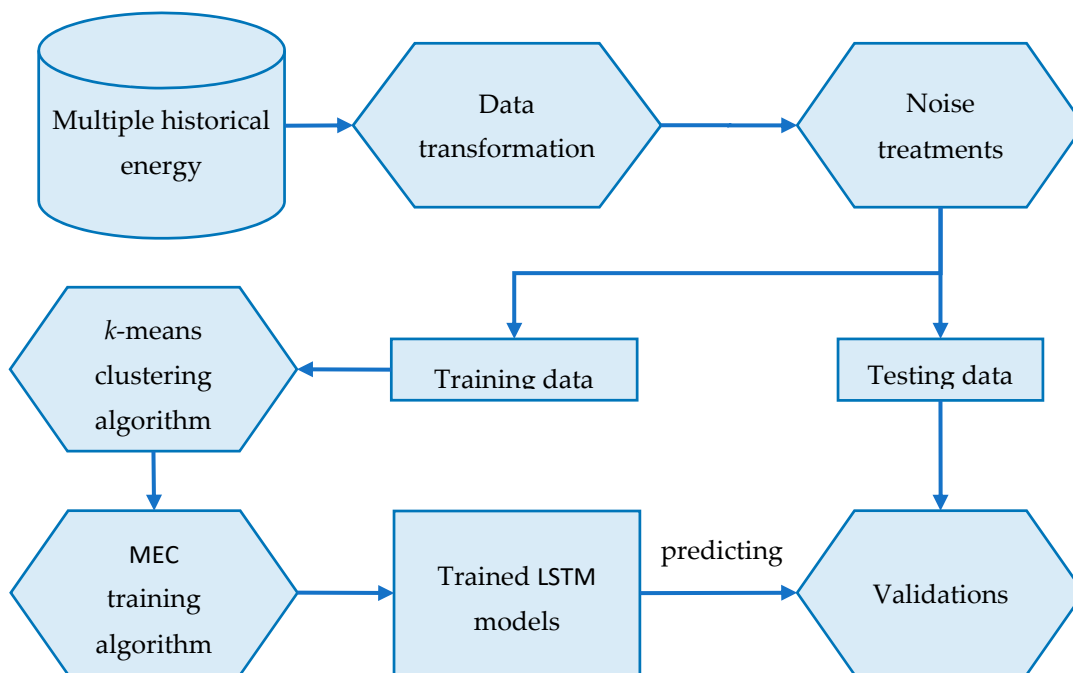 Multiple historical
energy
Data
transformation
Noise
treatments
k-means
clustering
algorithm
Training data
Testing data
MEC
training
algorithm
Trained LSTM
models
predicting
Validations